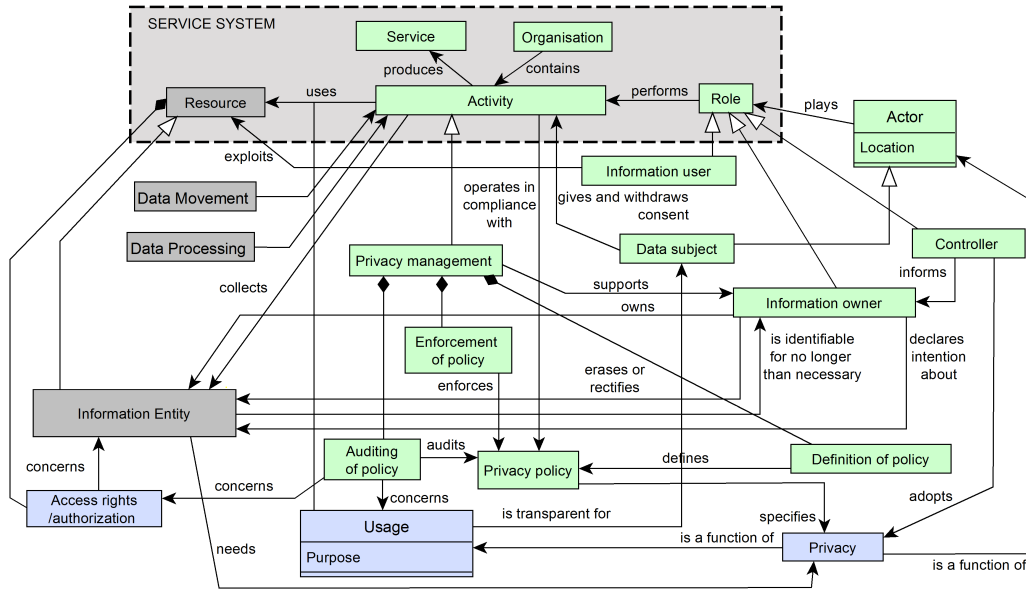 SERVICE SYSTEM
Service
Organisation
produces
contains
Resource
uses
Activity
performs
Role
plays
Actor
Location
exploits
Information user
Data Movement
operates in
compliance
with
gives and withdraws
consent
Data Processing
Privacy management
Data subject
Controller
collects
supports
informs
owns
Information owner
Enforcement
of policy
is identifiable
for no longer
than necessary
declares
intention
about
enforces
erases or
rectifies
Information Entity
Auditing
of policy
audits
Privacy policy
defines
Definition of policy
concerns
Access rights
/authorization
concerns
concerns
adopts
Usage
Purpose
is transparent for
specifies
is a function of
Privacy
needs
is a function of